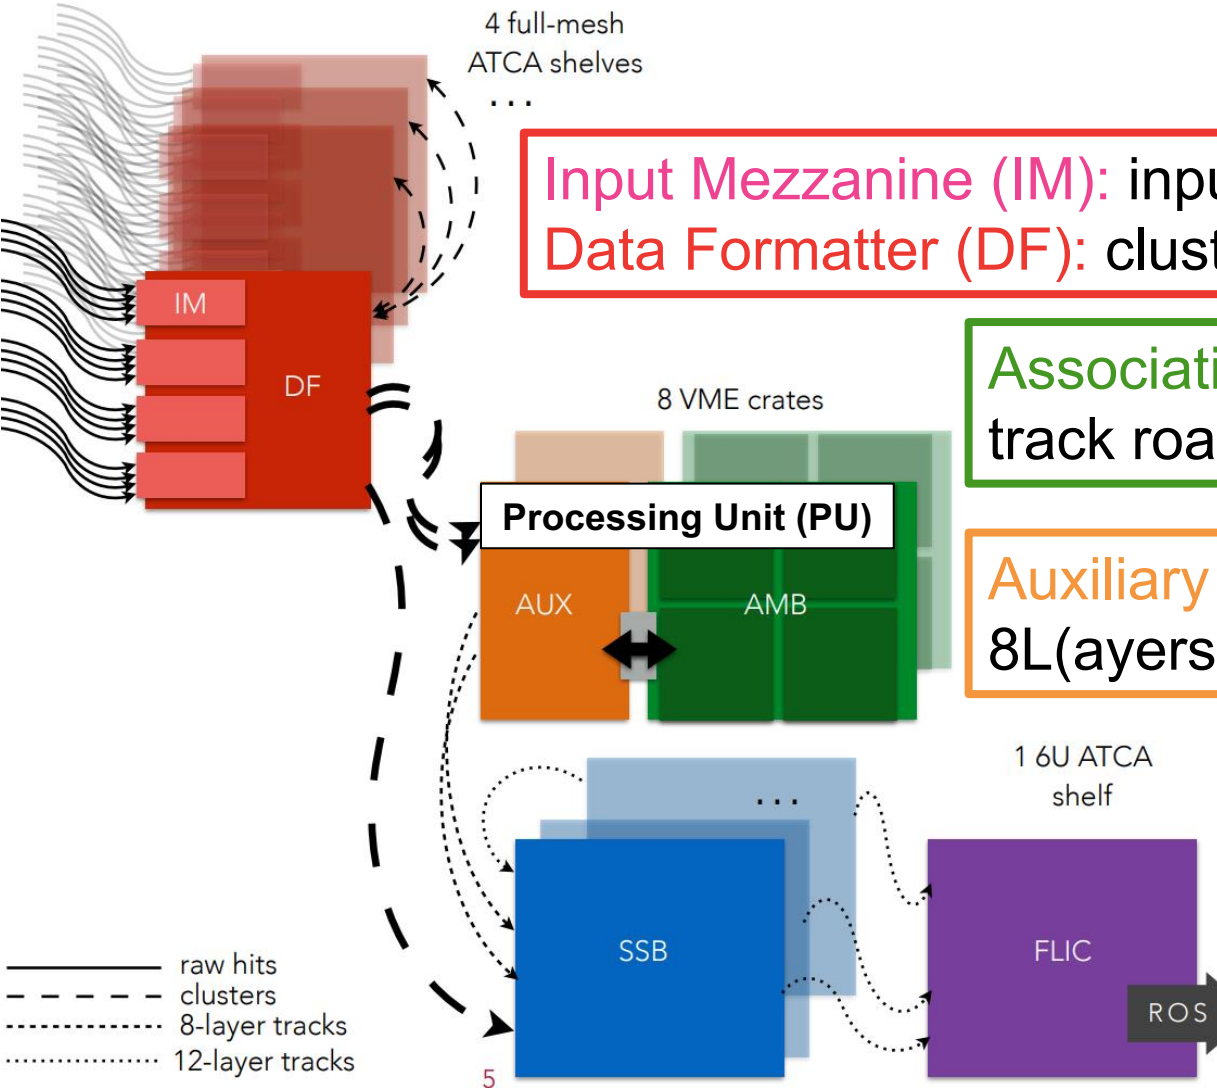 4 full-mesh
ATCA shelves
...
Input Mezzanine (IM): inpu
Data Formatter (DF): clust
IM
DF
8 VME crates
Associati
track roa
Processing Unit (PU)
AUX
AMB
Auxiliary
8L(ayers
1 6U ATCA
shelf
...
SSB
FLIC
ROS
raw hits
clusters
8-layer tracks
12-layer tracks
5